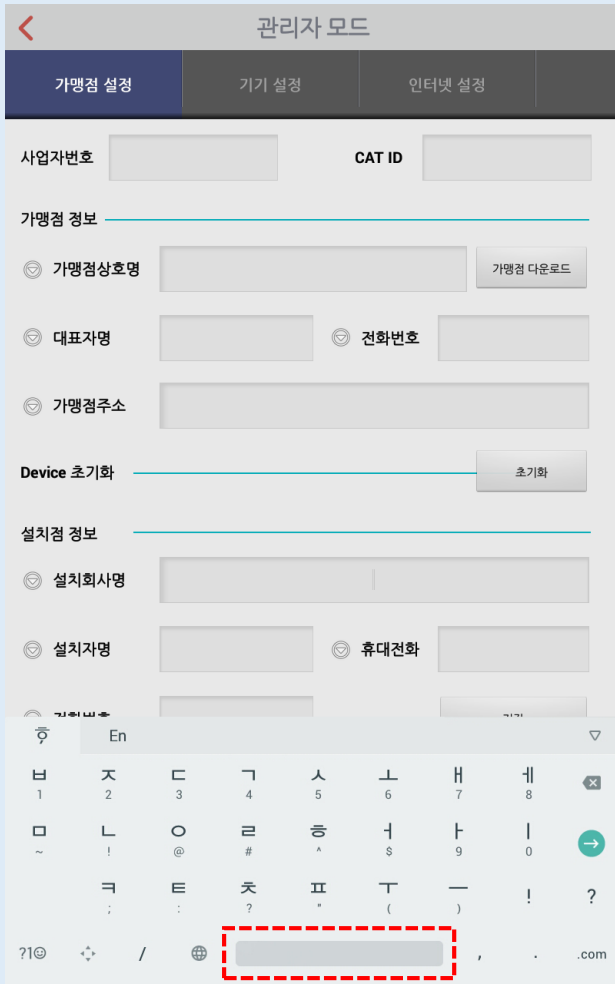 관리자 모드
가맹점 설정 기기 설정 인터넷 설정
사업자번호 CAT ID
가맹점 정보
가맹점상호명 가맹점 다운로드
대표자명 전화번호
가맹점주소
Device 초기화 초기화
설치점 정보
설치회사명
설치자명 휴대전화
En
ㅂ ㅈ ㄷ ㄱ ㅅ ㅗ ㅐ ㅔ
1 2 3 4 5 6 7 8
ㅁ ㄴ ㅇ ㄹ ㅎ ㅓ ㅏ ㅣ
~ ! @ # ^ $ 9 0
ㅋ ㅌ ㅊ ㅍ ㅜ ㅡ ! ?
; : ? " ( )
?1☺ / , . .com